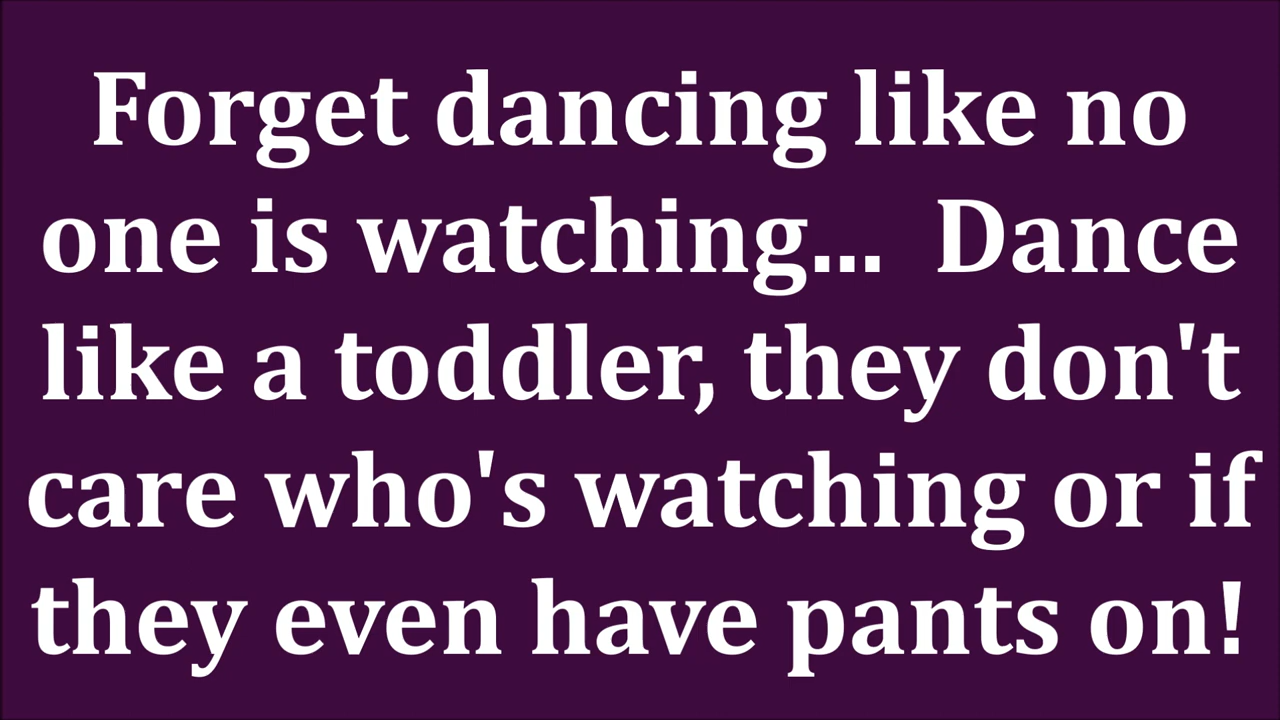 Forget dancing like no
one is watching...  Dance
like a toddler, they don't
care who's watching or if
they even have pants on!